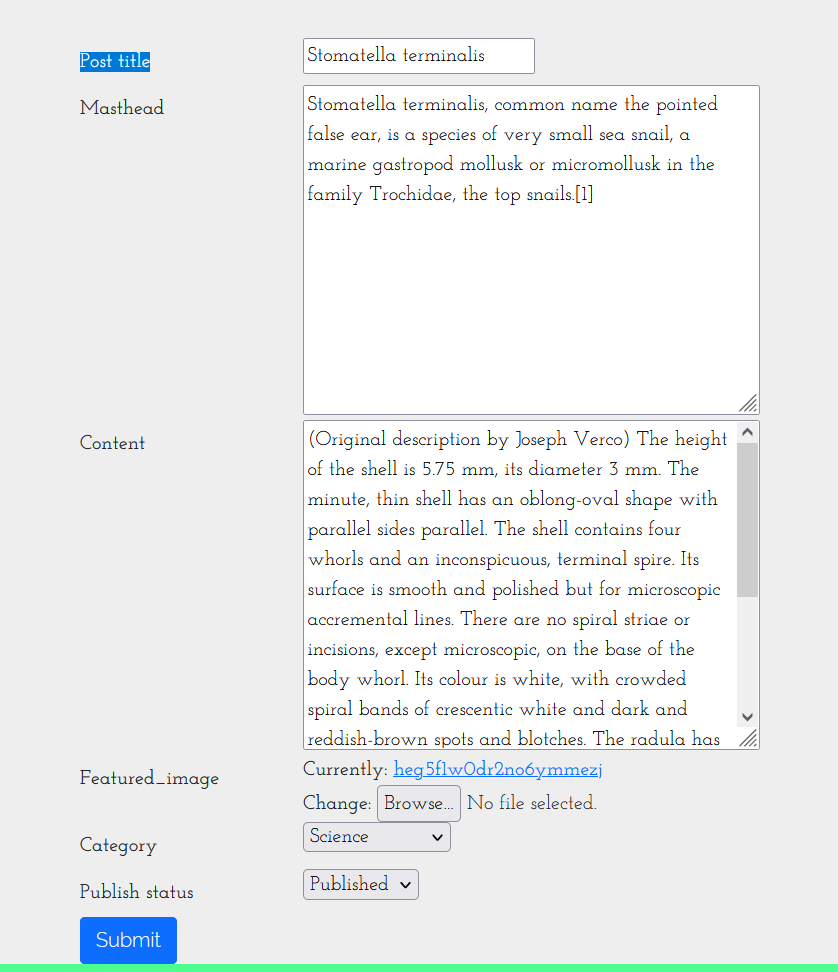 Post title
Stomatella terminalis
Masthead
Stomatella terminalis, common name the pointed
false ear, is a species of very small sea snail, a
marine gastropod mollusk or micromollusk in the
family Trochidae, the top snails.[1]
Content
(Original description by Joseph Verco) The height
of the shell is 5.75 mm, its diameter 3 mm. The
minute, thin shell has an oblong-oval shape with
parallel sides parallel. The shell contains four
whorls and an inconspicuous, terminal spire. Its
surface is smooth and polished but for microscopic
accremental lines. There are no spiral striae or
incisions, except microscopic, on the base of the
body whorl. Its colour is white, with crowded
spiral bands of crescentic white and dark and
reddish-brown spots and blotches. The radula has
Featured_image
Currently: heg5flw0dr2no6ymmezj
Change: Browse... No file selected.
Category
Science
Publish status
Published
Submit